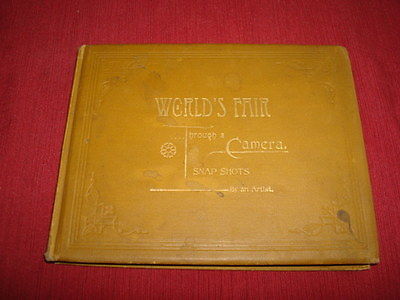 WORLD'S FAIR
Through a
Camera.
SNAP SHOTS
By an Artist.